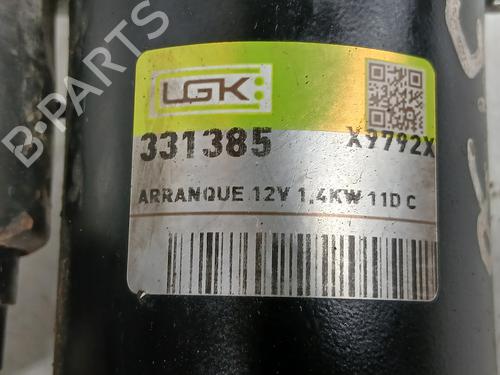 LGK
331385 X9792X
ARRANQUE 12V 1.4KW 11D C
B-PARTS